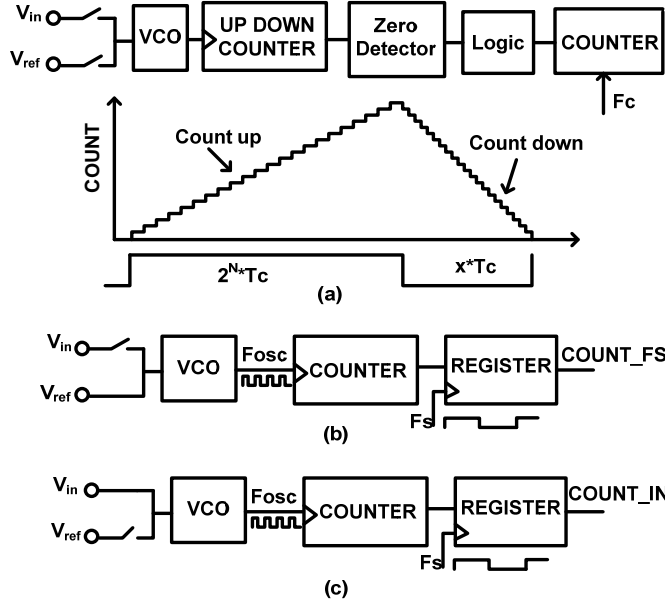 Vin
Vref
VCO
UP DOWN
COUNTER
Zero
Detector
Logic
COUNTER
Fc
COUNT
Count up
Count down
2^N*Tc
x*Tc
(a)
Vin
Vref
VCO
Fosc
COUNTER
REGISTER
COUNT_FS
Fs
(b)
Vin
Vref
VCO
Fosc
COUNTER
REGISTER
COUNT_IN
Fs
(c)